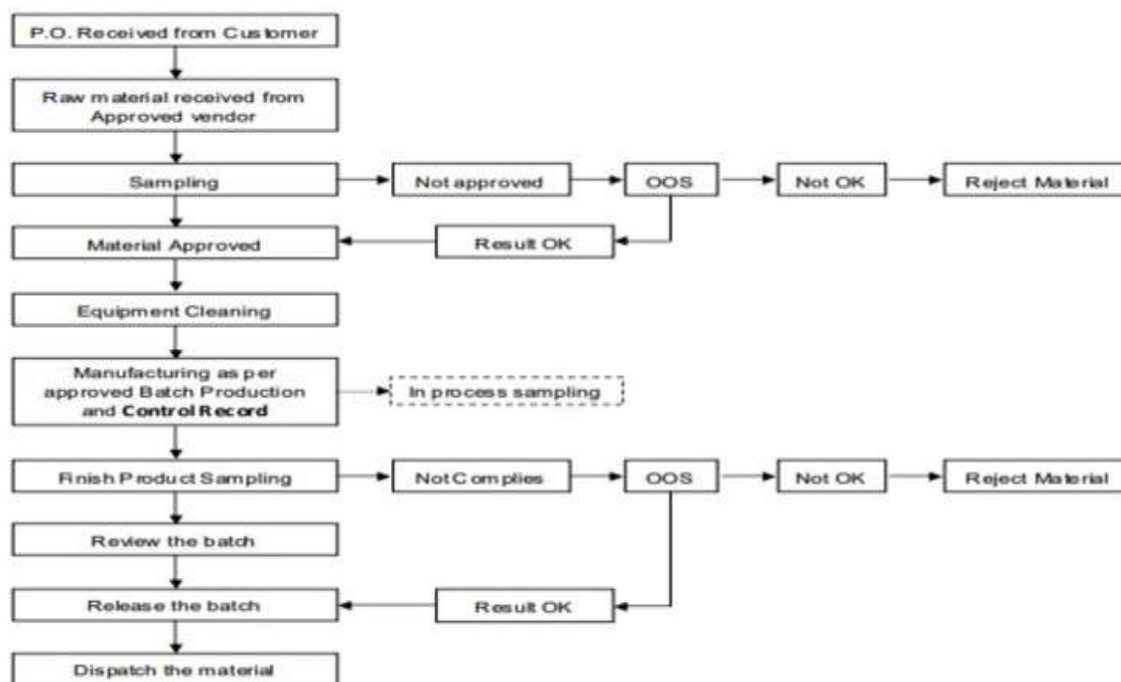 P.O. Received from Customer
Raw material received from
Approved vendor
Sampling
Not approved
OOS
Not OK
Reject Material
Material Approved
Result OK
Equipment Cleaning
Manufacturing as per
approved Batch Production
and Control Record
In process sampling
Finish Product Sampling
Not Complies
OOS
Not OK
Reject Material
Review the batch
Release the batch
Result OK
Dispatch the material